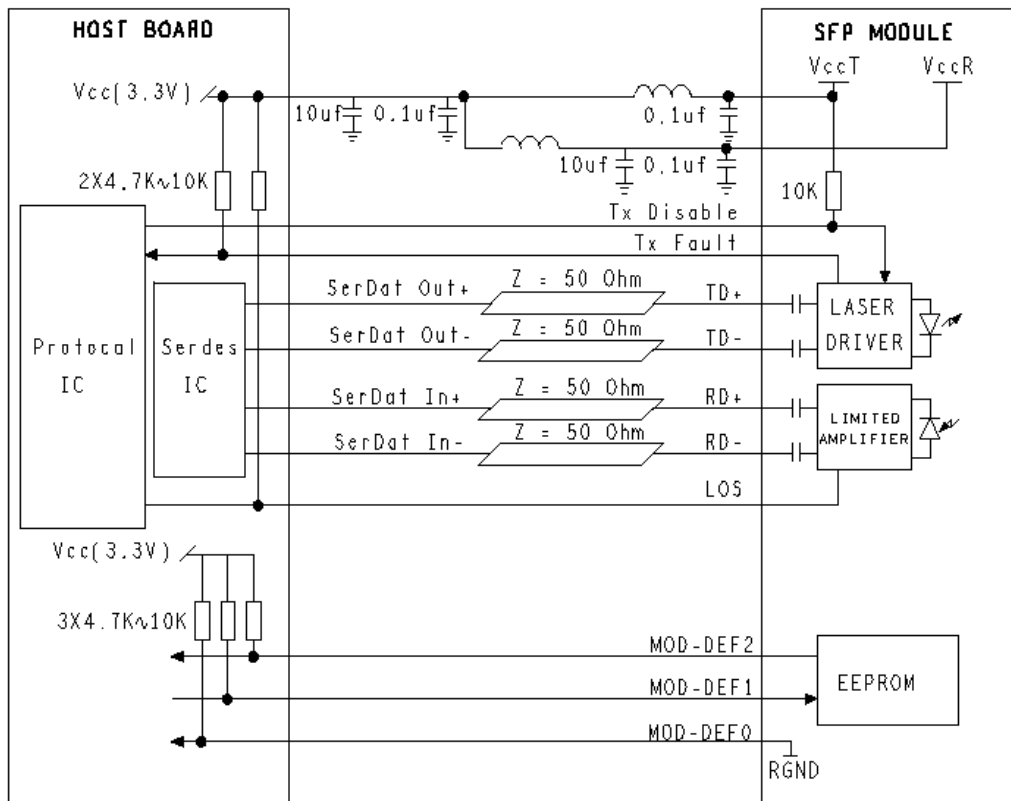 HOST BOARD
SFP MODULE
VccT
VccR
Vcc(3.3V)
10uf
0.1uf
0.1uf
10uf
0.1uf
2X4.7K~10K
10K
Tx Disable
Tx Fault
Protocal
IC
Serdes
IC
SerDat Out+
Z = 50 Ohm
TD+
SerDat Out-
Z = 50 Ohm
TD-
LASER
DRIVER
SerDat In+
Z = 50 Ohm
RD+
SerDat In-
Z = 50 Ohm
RD-
LIMITED
AMPLIFIER
LOS
Vcc(3.3V)
3X4.7K~10K
MOD-DEF2
MOD-DEF1
MOD-DEF0
EEPROM
RGND